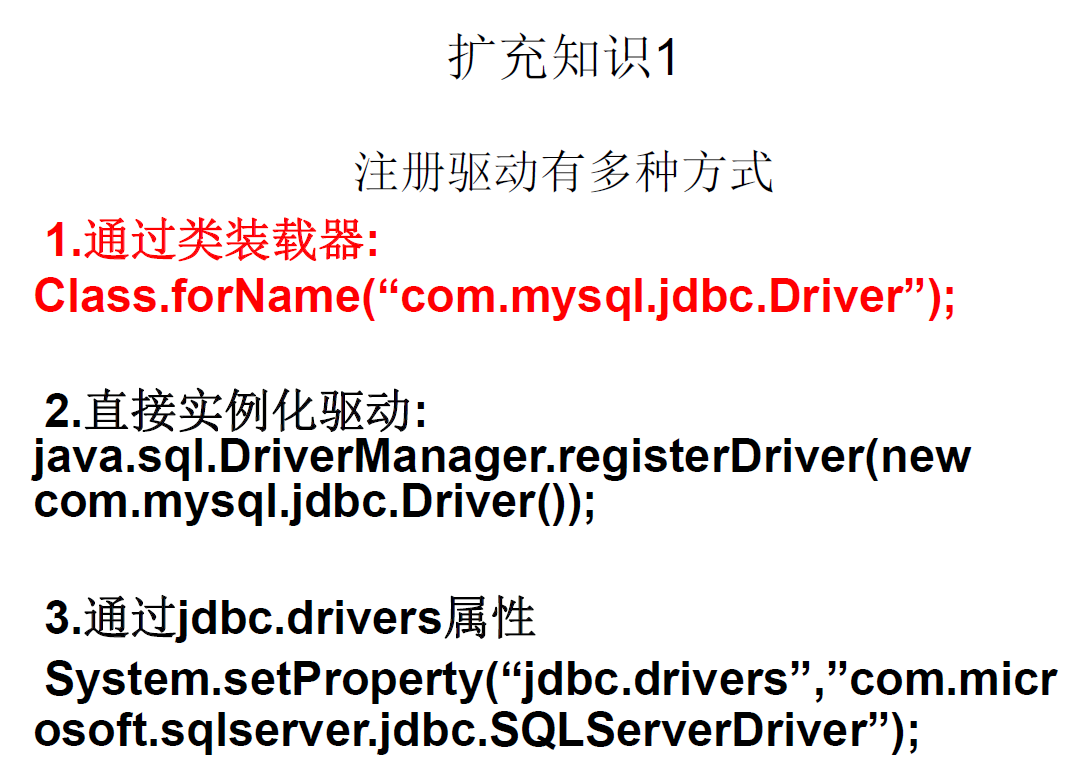 扩充知识1
注册驱动有多种方式
1.通过类装载器:
Class.forName(“com.mysql.jdbc.Driver”);
2.直接实例化驱动:
java.sql.DriverManager.registerDriver(new
com.mysql.jdbc.Driver());
3.通过jdbc.drivers属性
System.setProperty(“jdbc.drivers”,”com.micr
osoft.sqlserver.jdbc.SQLServerDriver”);